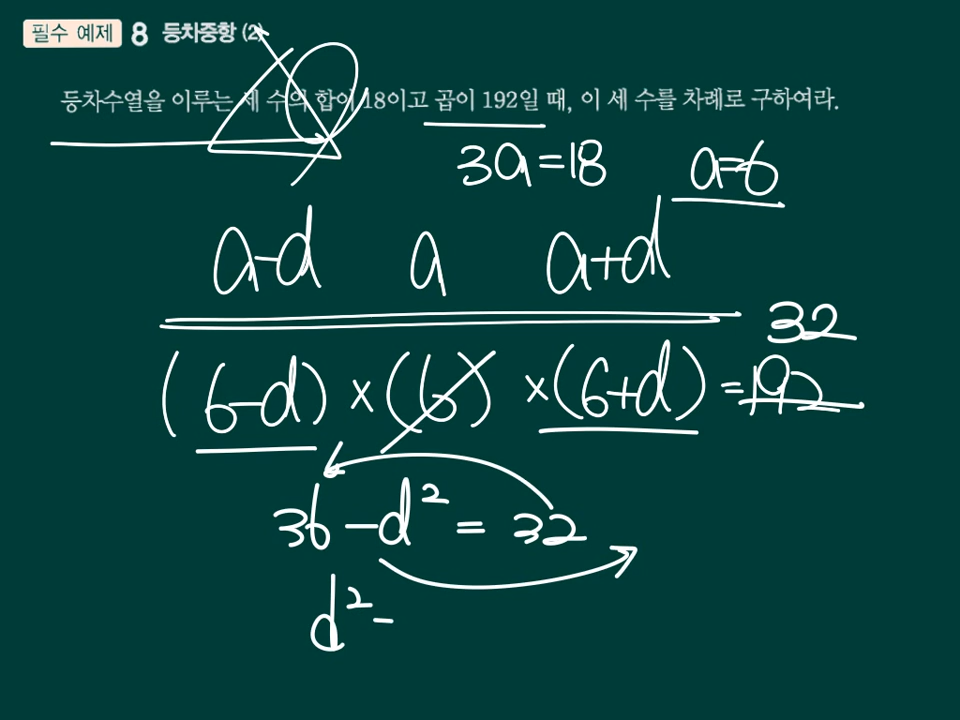 필수 예제 8 등차중항 (2)
등차수열을 이루는 세 수의 합이 18이고 곱이 192일 때, 이 세 수를 차례로 구하여라.
3a=18 a=6
a-d a a+d
32
(6-d)×(6)×(6+d)=192
36-d²=32
d²-